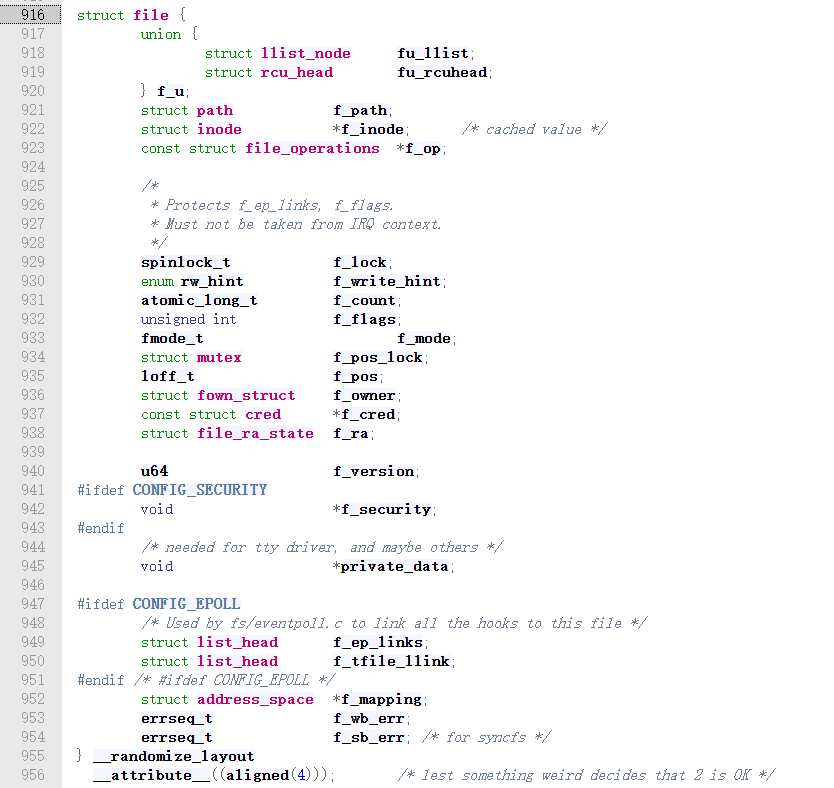 916 struct file {
917         union {
918                 struct llist_node      fu_llist;
919                 struct rcu_head        fu_rcuhead;
920         } f_u;
921         struct path             f_path;
922         struct inode            *f_inode;       /* cached value */
923         const struct file_operations  *f_op;
924
925         /*
926          * Protects f_ep_links, f_flags.
927          * Must not be taken from IRQ context.
928          */
929         spinlock_t              f_lock;
930         enum rw_hint            f_write_hint;
931         atomic_long_t           f_count;
932         unsigned int            f_flags;
933         fmode_t                         f_mode;
934         struct mutex            f_pos_lock;
935         loff_t                  f_pos;
936         struct fown_struct      f_owner;
937         const struct cred       *f_cred;
938         struct file_ra_state    f_ra;
939
940         u64                     f_version;
941 #ifdef CONFIG_SECURITY
942         void                    *f_security;
943 #endif
944         /* needed for tty driver, and maybe others */
945         void                    *private_data;
946
947 #ifdef CONFIG_EPOLL
948         /* Used by fs/eventpoll.c to link all the hooks to this file */
949         struct list_head        f_ep_links;
950         struct list_head        f_tfile_llink;
951 #endif /* #ifdef CONFIG_EPOLL */
952         struct address_space    *f_mapping;
953         errseq_t                f_wb_err;
954         errseq_t                f_sb_err; /* for syncfs */
955 } __randomize_layout
956   __attribute__((aligned(4)));        /* lest something weird decides that 2 is OK */